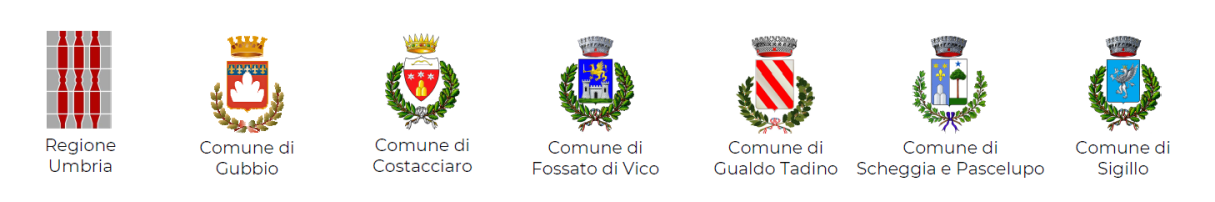 Regione
Umbria
Comune di
Gubbio
Comune di
Costacciaro
Comune di
Fossato di Vico
Comune di
Gualdo Tadino
Comune di
Scheggia e Pascelupo
Comune di
Sigillo